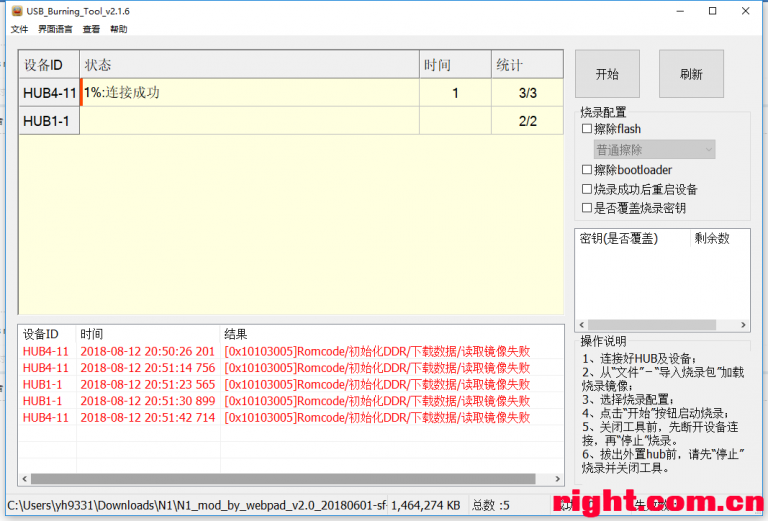 USB_Burning_Tool_v2.1.6
文件 界面语言 查看 帮助
设备ID 状态 时间 统计
HUB4-11 1%:连接成功 1 3/3
HUB1-1 2/2
开始 刷新
烧录配置
擦除flash
普通擦除
擦除bootloader
烧录成功后重启设备
是否覆盖烧录密钥
密钥(是否覆盖) 剩余数
设备ID 时间 结果
HUB4-11 2018-08-12 20:50:26 201 [0x10103005]Romcode/初始化DDR/下载数据/读取镜像失败
HUB4-11 2018-08-12 20:51:14 756 [0x10103005]Romcode/初始化DDR/下载数据/读取镜像失败
HUB1-1 2018-08-12 20:51:23 565 [0x10103005]Romcode/初始化DDR/下载数据/读取镜像失败
HUB1-1 2018-08-12 20:51:30 899 [0x10103005]Romcode/初始化DDR/下载数据/读取镜像失败
HUB4-11 2018-08-12 20:51:42 714 [0x10103005]Romcode/初始化DDR/下载数据/读取镜像失败
操作说明
1、连接好HUB及设备;
2、从“文件”－“导入烧录包”加载
烧录镜像;
3、选择烧录配置;
4、点击“开始”按钮启动烧录;
5、关闭工具前，先断开设备连
接，再“停止”烧录。
6、拔出外置hub前，请先“停止”
烧录并关闭工具。
C:\Users\yh9331\Downloads\N1\N1_mod_by_webpad_v2.0_20180601-sf 1,464,274 KB 总数 :5
right.com.cn